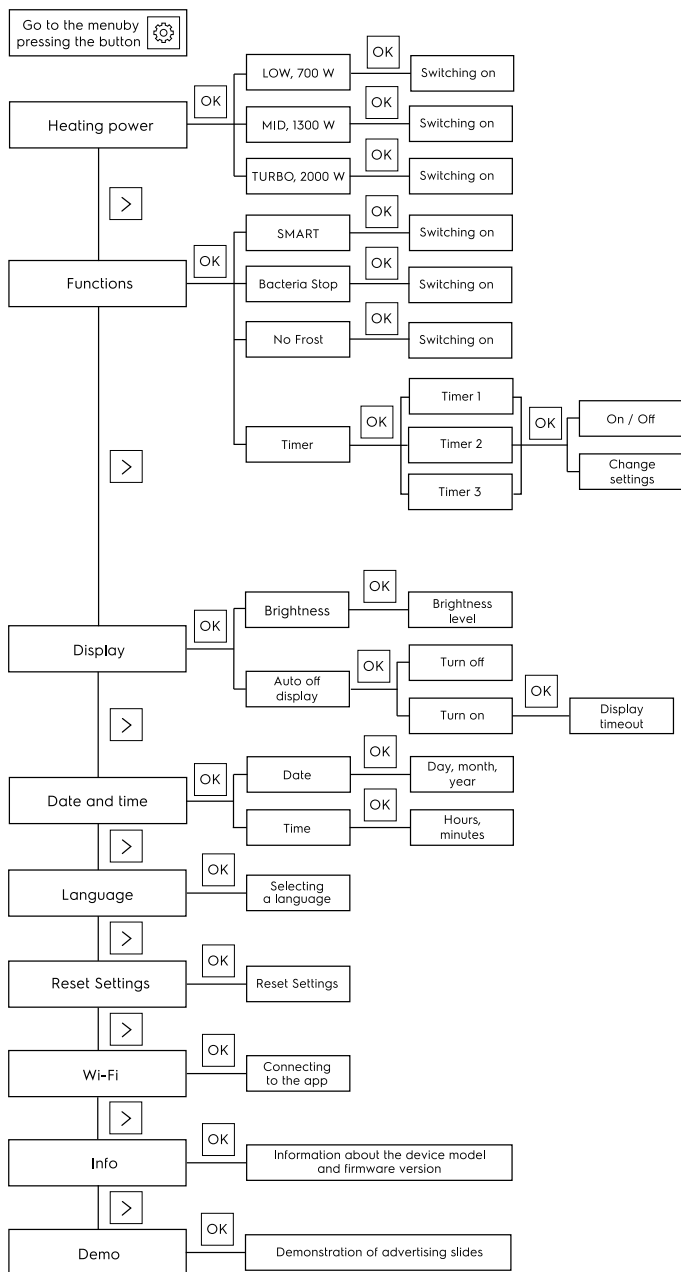 Go to the menuby
pressing the button
OK
LOW, 700 W
OK
Switching on
Heating power
MID, 1300 W
OK
Switching on
TURBO, 2000 W
OK
Switching on
>
Functions
OK
SMART
OK
Switching on
Bacteria Stop
OK
Switching on
No Frost
OK
Switching on
Timer
OK
Timer 1
Timer 2
Timer 3
OK
On / Off
Change
settings
>
Display
OK
Brightness
OK
Brightness
level
Auto off
display
OK
Turn off
Turn on
OK
Display
timeout
>
Date and time
OK
Date
OK
Day, month,
year
Time
OK
Hours,
minutes
>
Language
OK
Selecting
a language
>
Reset Settings
OK
Reset Settings
>
Wi-Fi
OK
Connecting
to the app
>
Info
OK
Information about the device model
and firmware version
>
Demo
OK
Demonstration of advertising slides